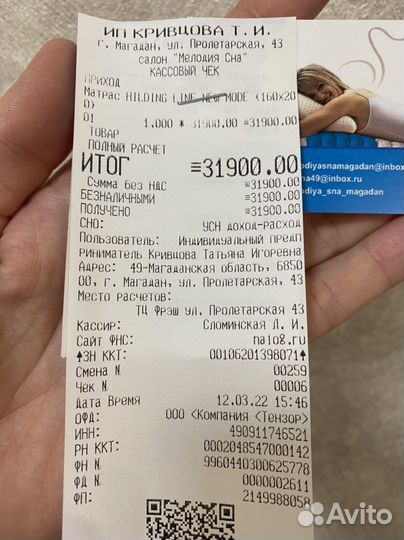 ИП КРИВЦОВА Т. И.
г. Магадан, ул. Пролетарская, 43
салон "Мелодия Сна"
КАССОВЫЙ ЧЕК
ПРИХОД
Матрас HILDING LINE NEW MODE (160x20
0)
01 1.000 * 31900.00 =31900.00
ТОВАР
ПОЛНЫЙ РАСЧЕТ
ИТОГ =31900.00
Сумма без НДС =31900.00
БЕЗНАЛИЧНЫМИ =31900.00
ПОЛУЧЕНО =31900.00
СНО: УСН доход-расход
Пользователь: Индивидуальный предп
риниматель Кривцова Татьяна Игоревна
Адрес: 49-Магаданская область, 6850
00, г. Магадан, ул. Пролетарская, 43
Место расчетов:
ТЦ Фрэш ул. Пролетарская 43
Кассир: Сломинская Л. И.
Сайт ФНС: nalog.ru
ЗН ККТ: 00106201398071
Смена N 00259
Чек N 00006
Дата Время 12.03.22 15:46
ОФД: ООО <Компания <Тензор>
ИНН: 490911746521
РН ККТ: 0002048547000142
ФН N 9960440300625778
ФД N 0000002611
ФП: 2149988058
odiyasnamagadan@inbox
na49@inbox.ru
odiya_sna_magadan
Avito